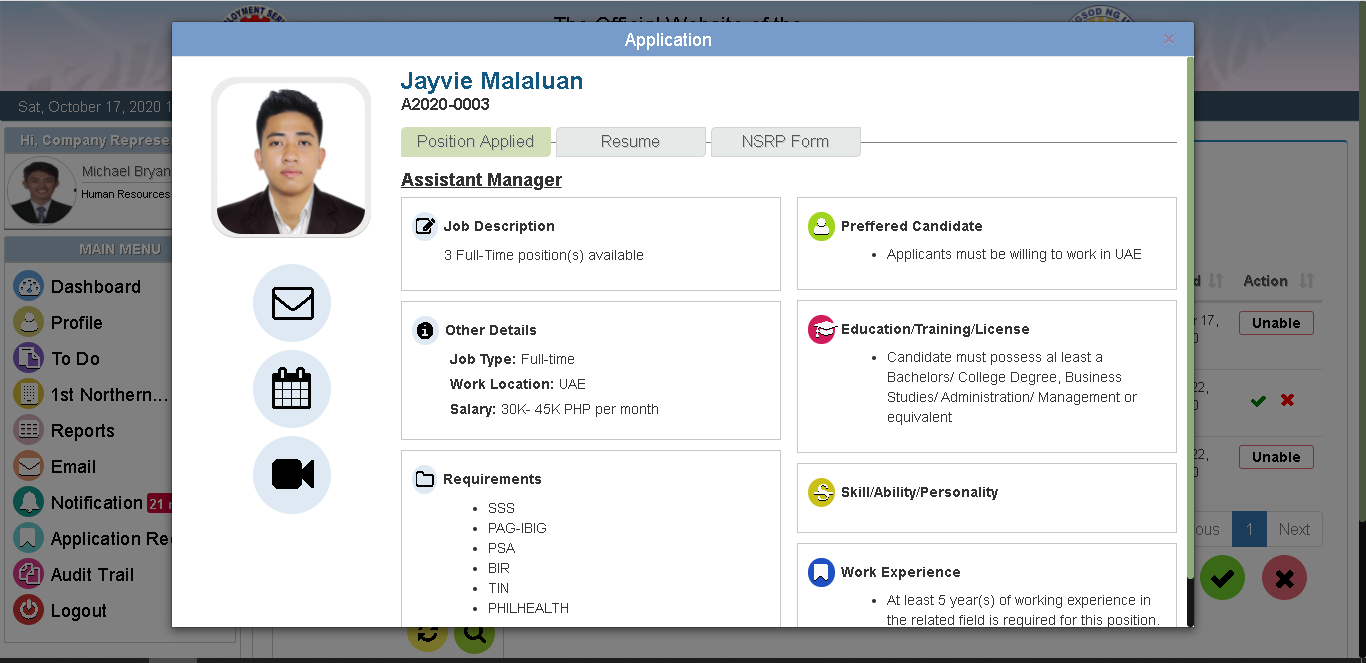 PLOYMENT SER
The Official Website of the
GSOD NG
Application
×
Sat, October 17, 2020 1
Hi, Company Represe
Michael Bryan
Human Resources
MAIN MENU
Dashboard
Profile
To Do
1st Northern...
Reports
Email
Notification 21
Application Re
Audit Trail
Logout
Jayvie Malaluan
A2020-0003
Position Applied
Resume
NSRP Form
Assistant Manager
Job Description
3 Full-Time position(s) available
Other Details
Job Type: Full-time
Work Location: UAE
Salary: 30K- 45K PHP per month
Requirements
• SSS
• PAG-IBIG
• PSA
• BIR
• TIN
• PHILHEALTH
Preffered Candidate
• Applicants must be willing to work in UAE
Education/Training/License
• Candidate must possess al least a
Bachelors/ College Degree, Business
Studies/ Administration/ Management or
equivalent
Skill/Ability/Personality
Work Experience
• At least 5 year(s) of working experience in
the related field is required for this position.
d
Action
r 17,
Unable
22,
22,
Unable
ous
1
Next